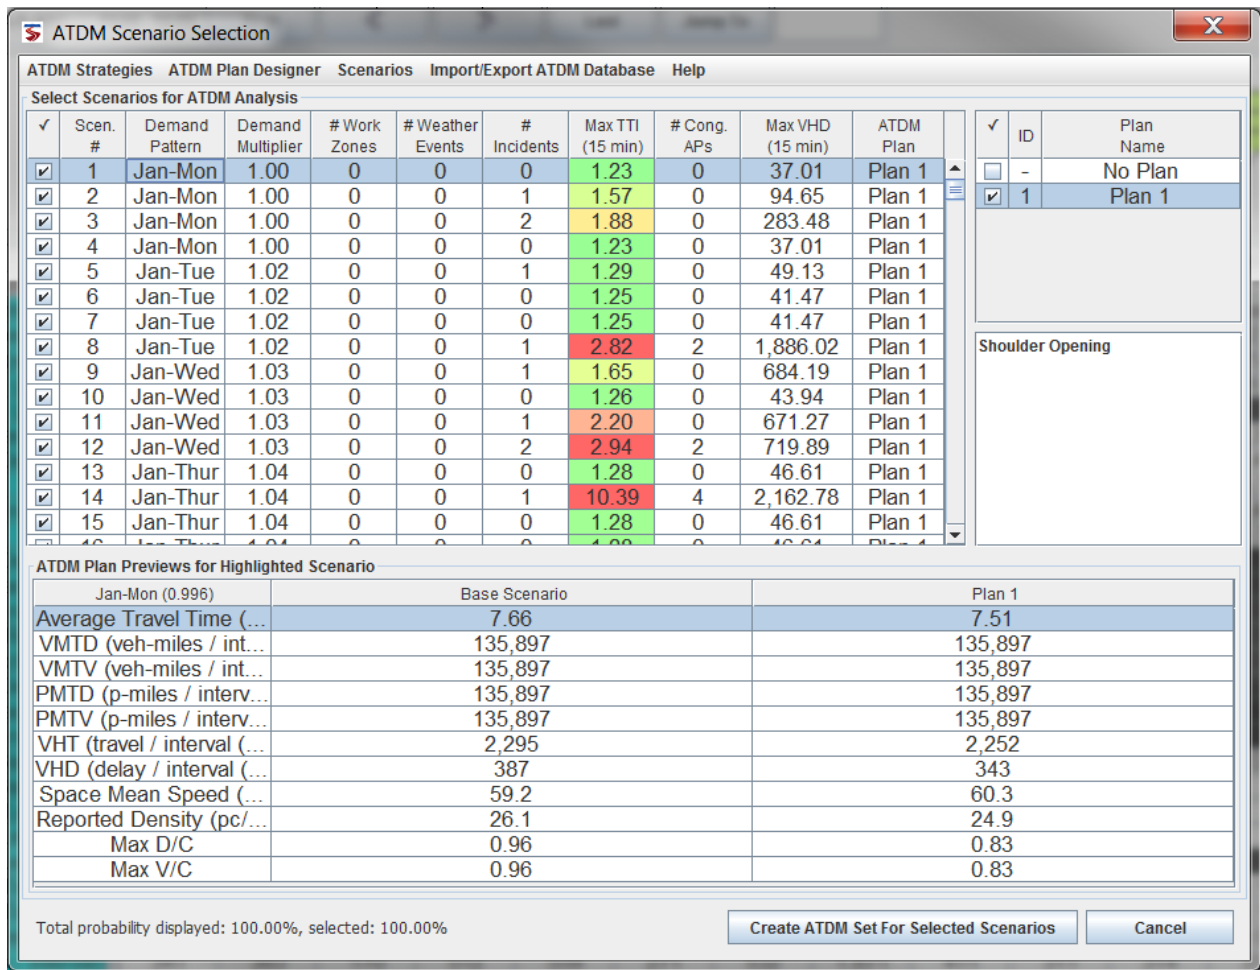 ATDM Scenario Selection
ATDM Strategies ATDM Plan Designer Scenarios Import/Export ATDM Database Help
Select Scenarios for ATDM Analysis
✓ Scen. # Demand Pattern Demand Multiplier # Work Zones # Weather Events # Incidents Max TTI (15 min) # Cong. APs Max VHD (15 min) ATDM Plan
1 Jan-Mon 1.00 0 0 0 1.23 0 37.01 Plan 1
2 Jan-Mon 1.00 0 0 1 1.57 0 94.65 Plan 1
3 Jan-Mon 1.00 0 0 2 1.88 0 283.48 Plan 1
4 Jan-Mon 1.00 0 0 0 1.23 0 37.01 Plan 1
5 Jan-Tue 1.02 0 0 1 1.29 0 49.13 Plan 1
6 Jan-Tue 1.02 0 0 0 1.25 0 41.47 Plan 1
7 Jan-Tue 1.02 0 0 0 1.25 0 41.47 Plan 1
8 Jan-Tue 1.02 0 0 1 2.82 2 1,886.02 Plan 1
9 Jan-Wed 1.03 0 0 1 1.65 0 684.19 Plan 1
10 Jan-Wed 1.03 0 0 0 1.26 0 43.94 Plan 1
11 Jan-Wed 1.03 0 0 1 2.20 0 671.27 Plan 1
12 Jan-Wed 1.03 0 0 2 2.94 2 719.89 Plan 1
13 Jan-Thur 1.04 0 0 0 1.28 0 46.61 Plan 1
14 Jan-Thur 1.04 0 0 1 10.39 4 2,162.78 Plan 1
15 Jan-Thur 1.04 0 0 0 1.28 0 46.61 Plan 1
✓ ID Plan Name
- No Plan
1 Plan 1
Shoulder Opening
ATDM Plan Previews for Highlighted Scenario
Jan-Mon (0.996) Base Scenario Plan 1
Average Travel Time (... 7.66 7.51
VMTD (veh-miles / int... 135,897 135,897
VMTV (veh-miles / int... 135,897 135,897
PMTD (p-miles / interv... 135,897 135,897
PMTV (p-miles / interv... 135,897 135,897
VHT (travel / interval (... 2,295 2,252
VHD (delay / interval (... 387 343
Space Mean Speed (... 59.2 60.3
Reported Density (pc/... 26.1 24.9
Max D/C 0.96 0.83
Max V/C 0.96 0.83
Total probability displayed: 100.00%, selected: 100.00%
Create ATDM Set For Selected Scenarios
Cancel